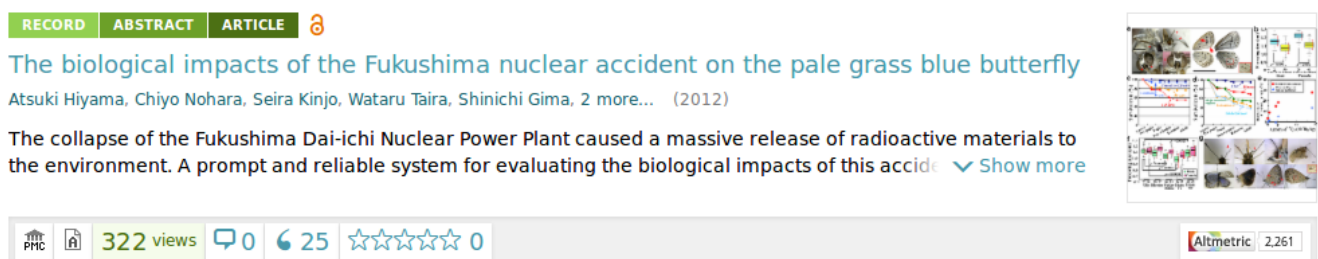 RECORD ABSTRACT ARTICLE
The biological impacts of the Fukushima nuclear accident on the pale grass blue butterfly
Atsuki Hiyama, Chiyo Nohara, Seira Kinjo, Wataru Taira, Shinichi Gima, 2 more... (2012)
The collapse of the Fukushima Dai-ichi Nuclear Power Plant caused a massive release of radioactive materials to
the environment. A prompt and reliable system for evaluating the biological impacts of this accide Show more
PMC A 322 views 0 25 0 Altmetric 2,261